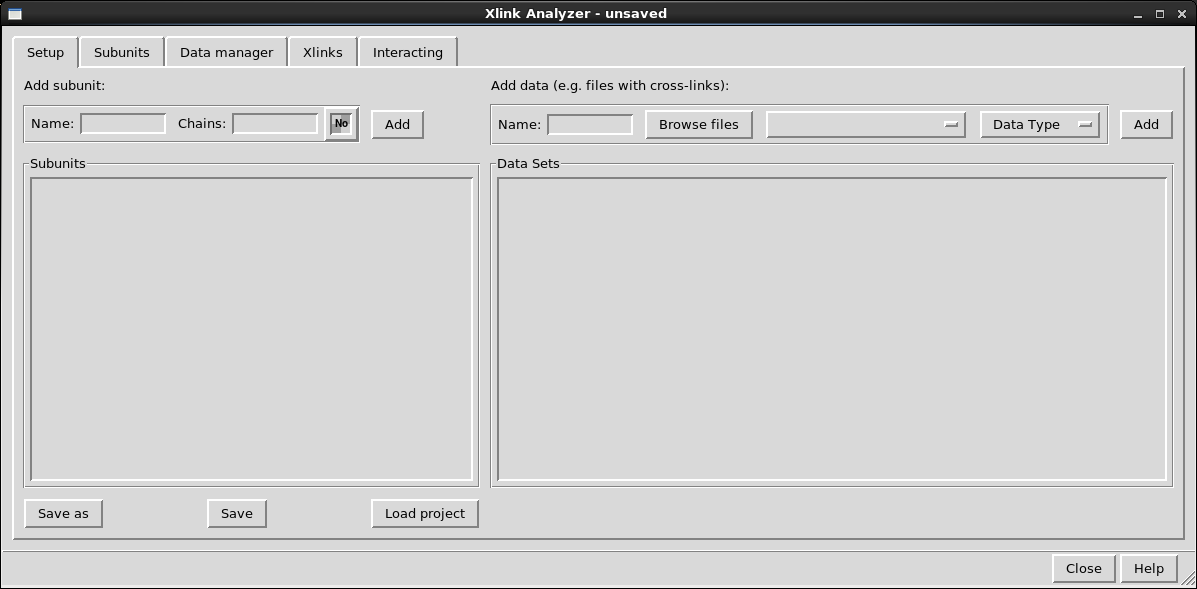 Xlink Analyzer - unsaved
Setup Subunits Data manager Xlinks Interacting
Add subunit: Add data (e.g. files with cross-links):
Name: Chains: No Add Name: Browse files Data Type Add
Subunits Data Sets
Save as Save Load project
Close Help